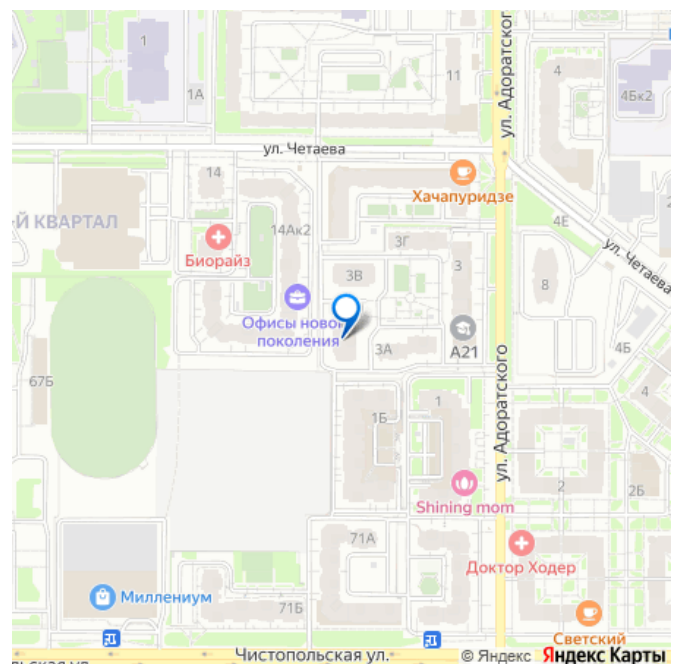 1
1А
11
ул. Адоратского
4
4Бк2
ул. Четаева
14
Хачапуридзе
Й КВАРТАЛ
14Ак2
Биорайз
3Г
3
4Е
ул. Четаева
3В
8
Офисы новой
поколения
3А
А21
4Б
67Б
4
ул. Адоратского
1Б
1
Shining mom
2
2Б
71А
Доктор Ходер
Миллениум
71Б
Светский
Чистопольская ул.
© Яндекс Яндекс Карты